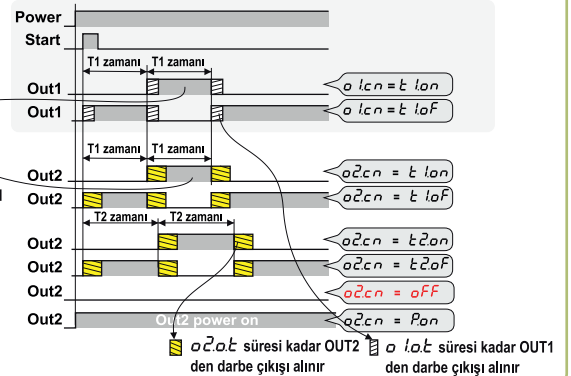 Power
Start
T1 zamanı T1 zamanı
Out1 o1.cn = t1.on
Out1 o1.cn = t1.oF
T1 zamanı T1 zamanı
Out2 o2.cn = t1.on
Out2 o2.cn = t1.oF
T2 zamanı T2 zamanı
Out2 o2.cn = t2.on
Out2 o2.cn = t2.oF
Out2 o2.cn = oFF
Out2 Out2 power on o2.cn = P.on
o2.o.t süresi kadar OUT2
den darbe çıkışı alınır
o1.o.t süresi kadar OUT1
den darbe çıkışı alınır